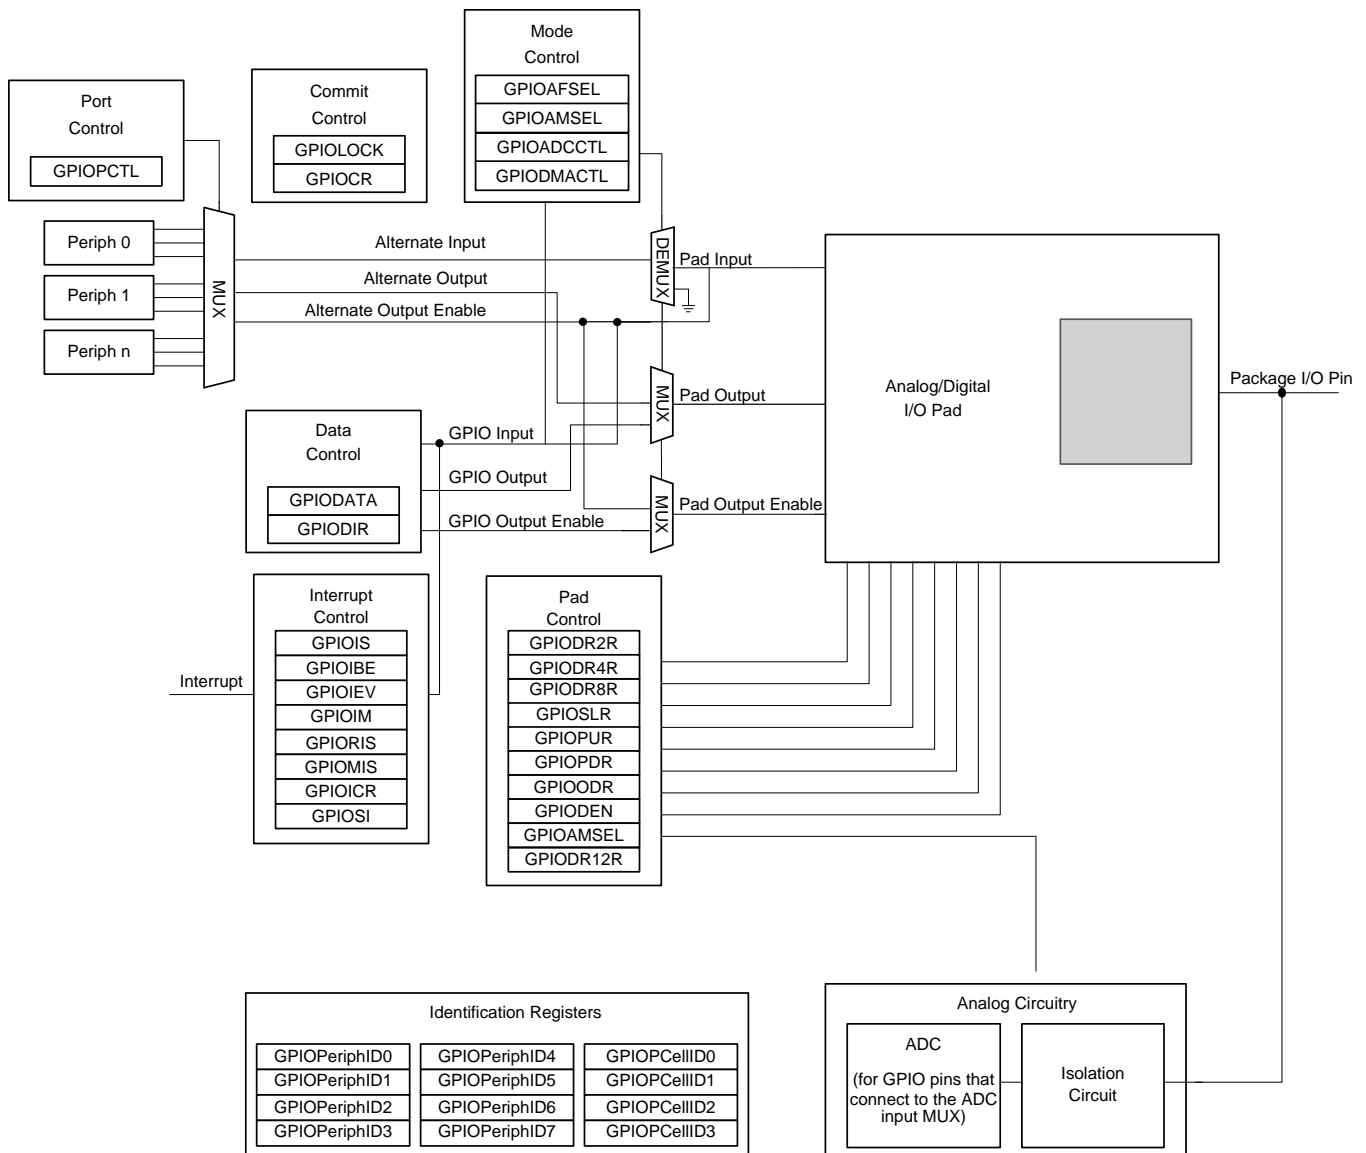 Mode
Control
GPIOAFSEL
GPIOAMSEL
GPIOADCCTL
GPIODMACTL
Port
Control
GPIOPCTL
Commit
Control
GPIOLOCK
GPIOCR
Periph 0
Periph 1
Periph n
MUX
Alternate Input
Alternate Output
Alternate Output Enable
DEMUX
Pad Input
MUX
Pad Output
MUX
Pad Output Enable
Analog/Digital
I/O Pad
Package I/O Pin
Data
Control
GPIODATA
GPIODIR
GPIO Input
GPIO Output
GPIO Output Enable
Interrupt
Interrupt
Control
GPIOIS
GPIOIBE
GPIOIEV
GPIOIM
GPIORIS
GPIOMIS
GPIOICR
GPIOSI
Pad
Control
GPIODR2R
GPIODR4R
GPIODR8R
GPIOSLR
GPIOPUR
GPIOPDR
GPIOODR
GPIODEN
GPIOAMSEL
GPIODR12R
Identification Registers
GPIOPeriphID0
GPIOPeriphID1
GPIOPeriphID2
GPIOPeriphID3
GPIOPeriphID4
GPIOPeriphID5
GPIOPeriphID6
GPIOPeriphID7
GPIOPCellID0
GPIOPCellID1
GPIOPCellID2
GPIOPCellID3
Analog Circuitry
ADC
(for GPIO pins that
connect to the ADC
input MUX)
Isolation
Circuit